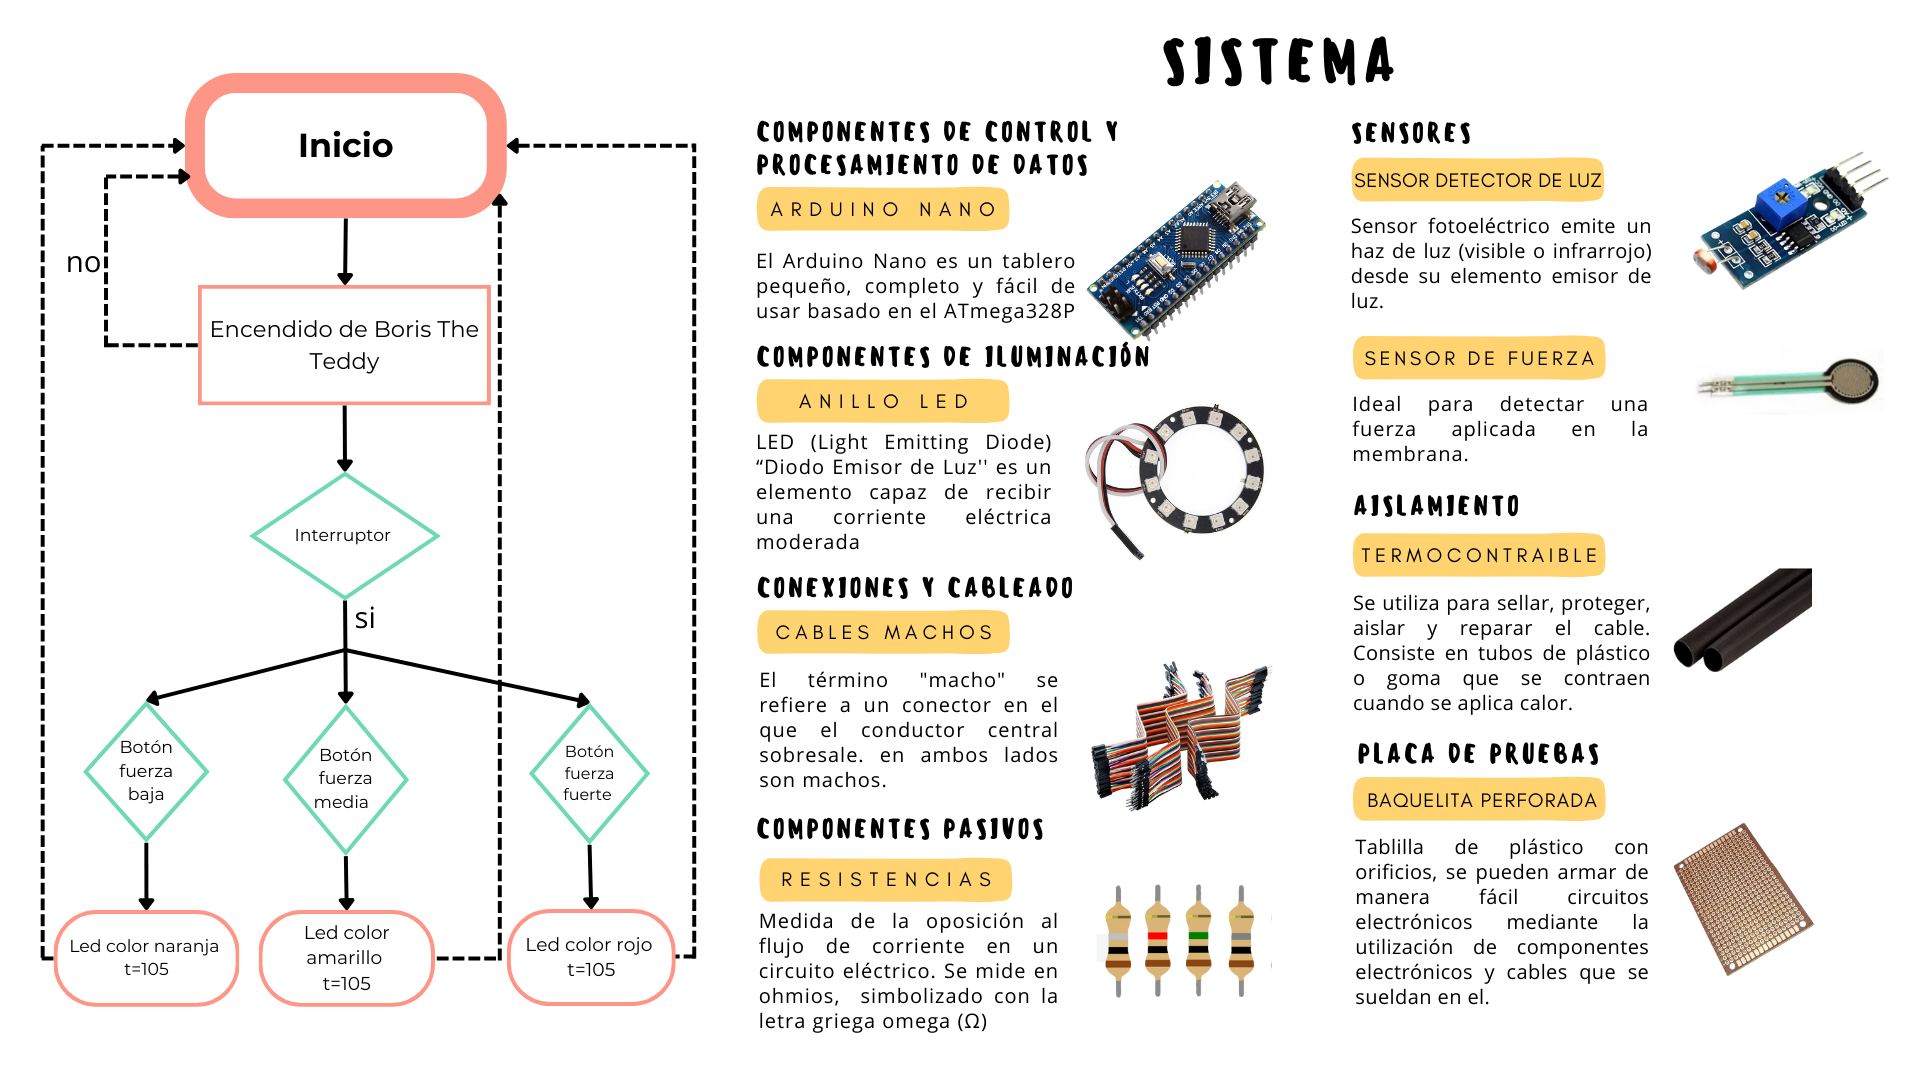 SISTEMA
Inicio
no
Encendido de Boris The
Teddy
Interruptor
si
Botón
fuerza
baja
Botón
fuerza
media
Botón
fuerza
fuerte
Led color naranja
t=105
Led color
amarillo
t=105
Led color rojo
t=105
COMPONENTES DE CONTROL Y
PROCESAMIENTO DE DATOS
ARDUINO NANO
El Arduino Nano es un tablero
pequeño, completo y fácil de
usar basado en el ATmega328P
COMPONENTES DE ILUMINACIÓN
ANILLO LED
LED (Light Emitting Diode)
“Diodo Emisor de Luz'' es un
elemento capaz de recibir
una corriente eléctrica
moderada
CONEXIONES Y CABLEADO
CABLES MACHOS
El término "macho" se
refiere a un conector en el
que el conductor central
sobresale. en ambos lados
son machos.
COMPONENTES PASIVOS
RESISTENCIAS
Medida de la oposición al
flujo de corriente en un
circuito eléctrico. Se mide en
ohmios, simbolizado con la
letra griega omega (Ω)
SENSORES
SENSOR DETECTOR DE LUZ
Sensor fotoeléctrico emite un
haz de luz (visible o infrarrojo)
desde su elemento emisor de
luz.
SENSOR DE FUERZA
Ideal para detectar una
fuerza aplicada en la
membrana.
AISLAMIENTO
TERMOCONTRAIBLE
Se utiliza para sellar, proteger,
aislar y reparar el cable.
Consiste en tubos de plástico
o goma que se contraen
cuando se aplica calor.
PLACA DE PRUEBAS
BAQUELITA PERFORADA
Tablilla de plástico con
orificios, se pueden armar de
manera fácil circuitos
electrónicos mediante la
utilización de componentes
electrónicos y cables que se
sueldan en el.